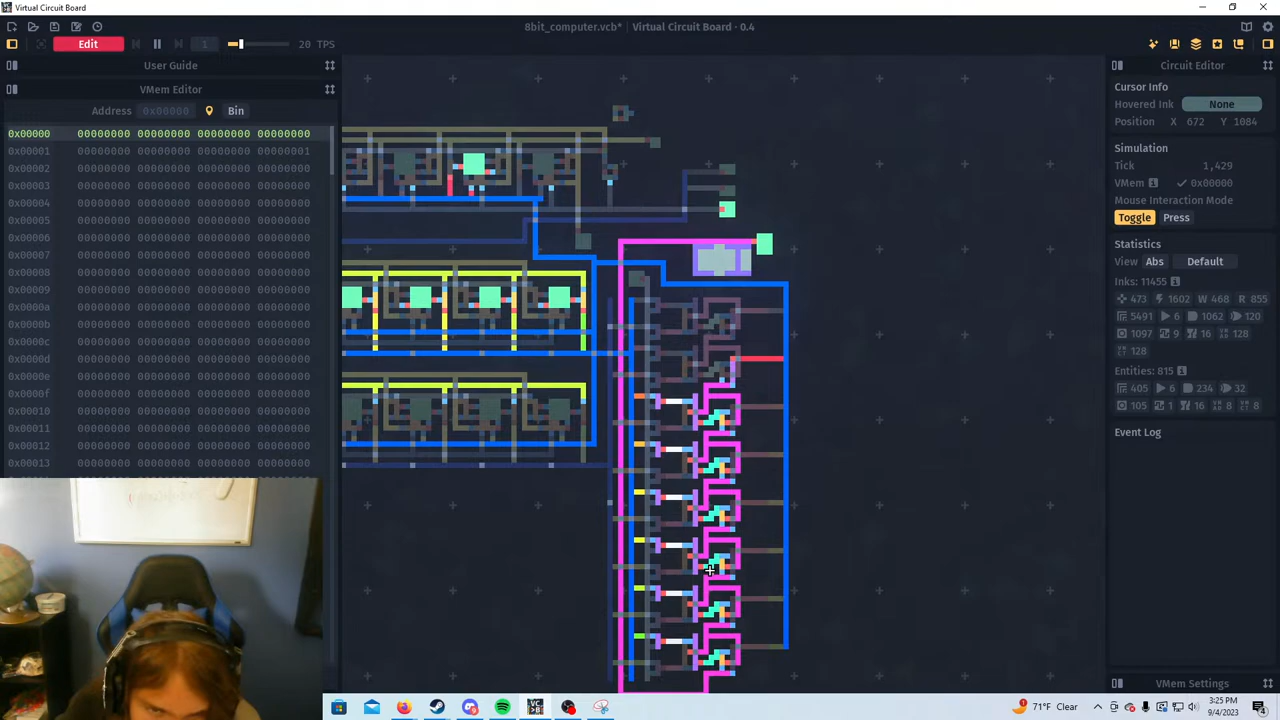 Virtual Circuit Board
8bit_computer.vcb* Virtual Circuit Board - 0.4
Edit 1 20 TPS
User Guide
VMem Editor
Address 0x00000 Bin
0x00000 00000000 00000000 00000000 00000000
0x00001 00000000 00000000 00000000 00000001
0x00002 00000000 00000000 00000000 00000000
0x00003 00000000 00000000 00000000 00000000
0x00004 00000000 00000000 00000000 00000000
0x00005 00000000 00000000 00000000 00000000
0x00006 00000000 00000000 00000000 00000000
0x00007 00000000 00000000 00000000 00000000
0x00008 00000000 00000000 00000000 00000000
0x00009 00000000 00000000 00000000 00000000
0x0000a 00000000 00000000 00000000 00000000
0x0000b 00000000 00000000 00000000 00000000
0x0000c 00000000 00000000 00000000 00000000
0x0000d 00000000 00000000 00000000 00000000
0x0000e 00000000 00000000 00000000 00000000
0x0000f 00000000 00000000 00000000 00000000
0x00010 00000000 00000000 00000000 00000000
0x00011 00000000 00000000 00000000 00000000
0x00012 00000000 00000000 00000000 00000000
0x00013 00000000 00000000 00000000 00000000
Circuit Editor
Cursor Info
Hovered Ink None
Position X 672 Y 1084
Simulation
Tick 1,429
VMem 0x00000
Mouse Interaction Mode
Toggle Press
Statistics
View Abs Default
Inks: 11455
473 1602 W 468 R 855
5491 6 1062 120
1097 9 16 128
128
Entities: 815
405 6 234 32
105 1 16 8 8
Event Log
VMem Settings
71°F Clear
3:25 PM
9/4/2023
4